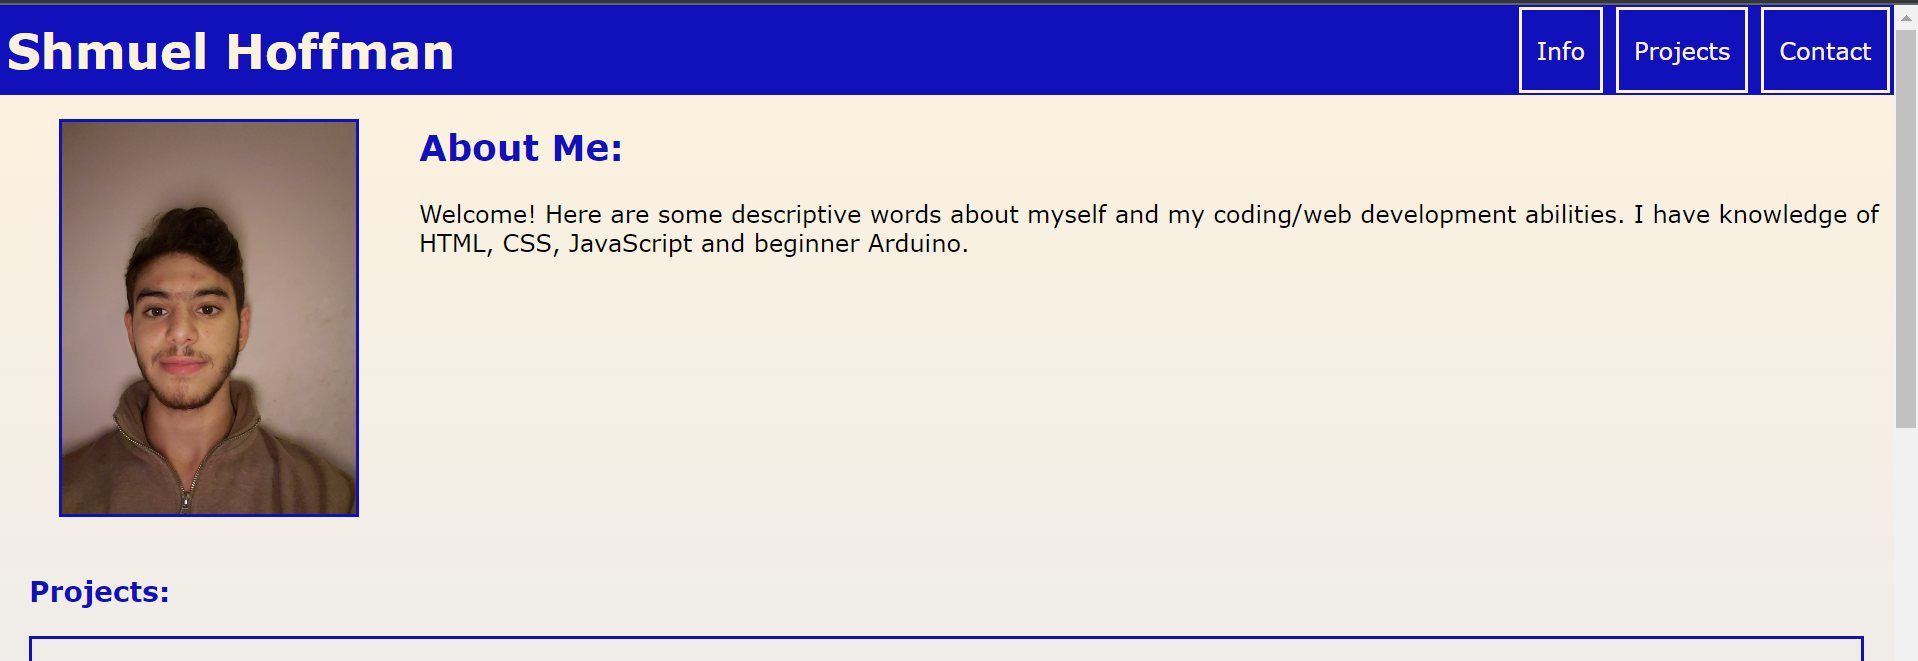 Shmuel Hoffman
Info
Projects
Contact
About Me:
Welcome! Here are some descriptive words about myself and my coding/web development abilities. I have knowledge of
HTML, CSS, JavaScript and beginner Arduino.
Projects: